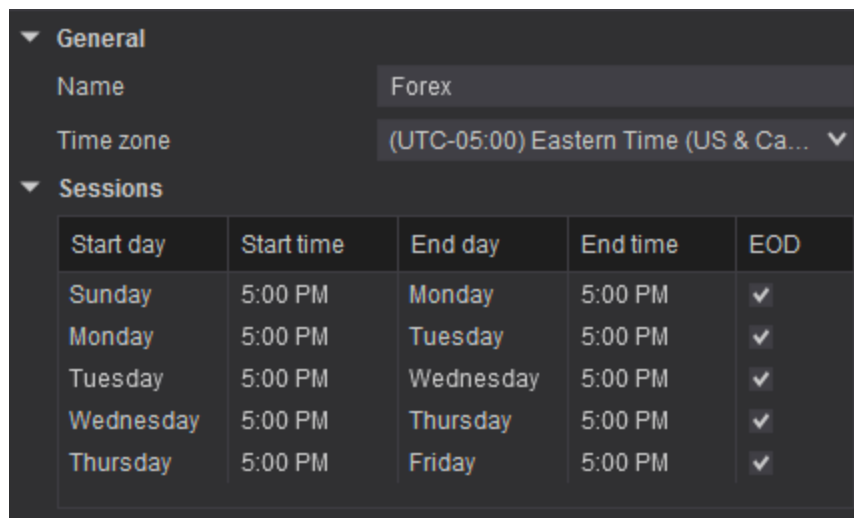 General
Name Forex
Time zone (UTC-05:00) Eastern Time (US & Ca...
Sessions
Start day Start time End day End time EOD
Sunday 5:00 PM Monday 5:00 PM
Monday 5:00 PM Tuesday 5:00 PM
Tuesday 5:00 PM Wednesday 5:00 PM
Wednesday 5:00 PM Thursday 5:00 PM
Thursday 5:00 PM Friday 5:00 PM